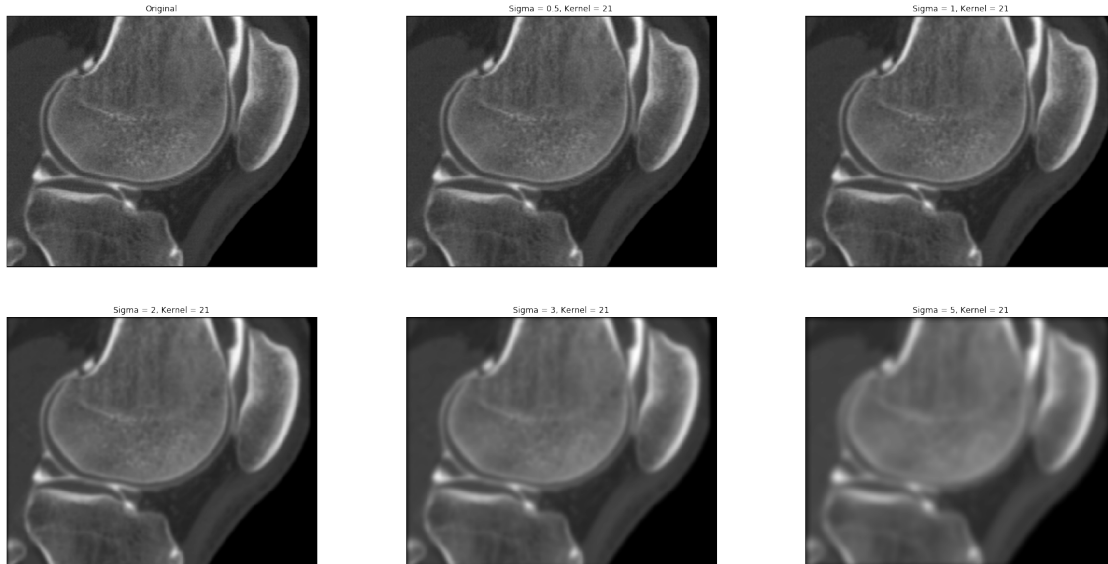 Original
Sigma = 0.5, Kernel = 21
Sigma = 1, Kernel = 21
Sigma = 2, Kernel = 21
Sigma = 3, Kernel = 21
Sigma = 5, Kernel = 21